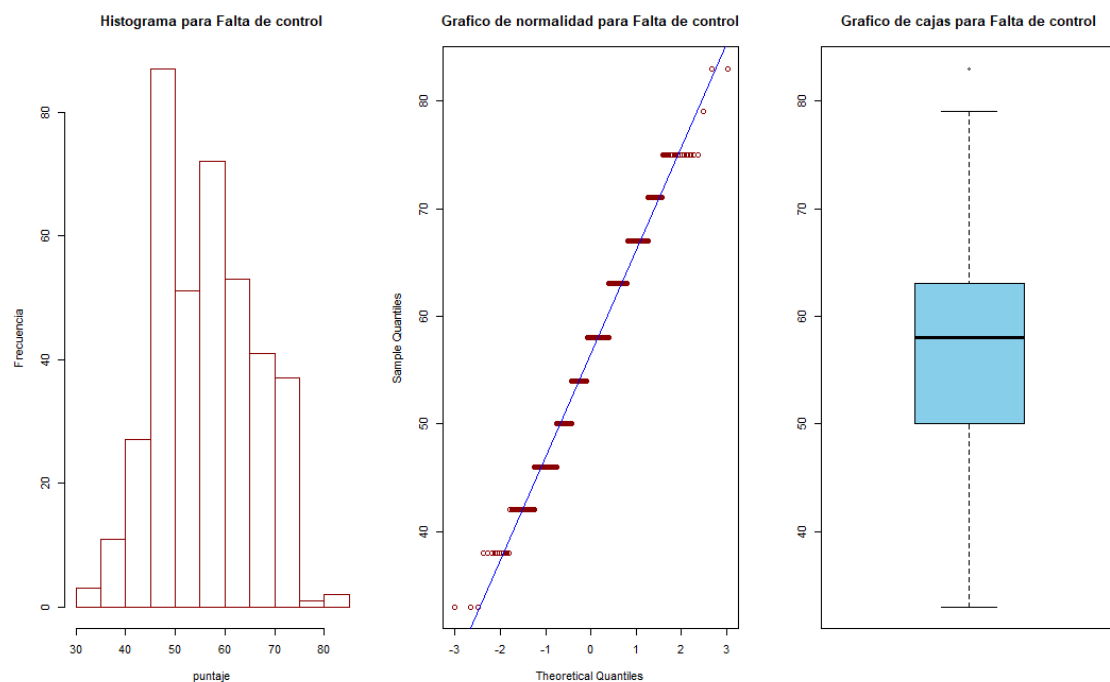 Histograma para Falta de control
Frecuencia
0 20 40 60 80
30 40 50 60 70 80
puntaje
Grafico de normalidad para Falta de control
Sample Quantiles
40 50 60 70 80
-3 -2 -1 0 1 2 3
Theoretical Quantiles
Grafico de cajas para Falta de control
40 50 60 70 80